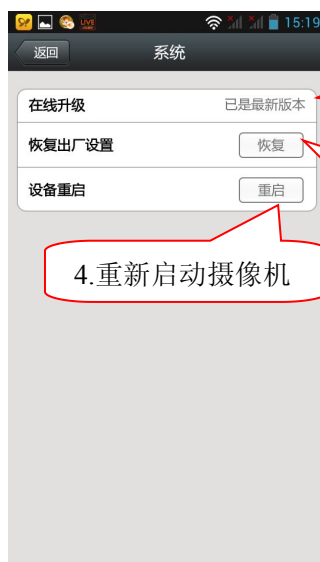 15:19
返回
系统
在线升级 已是最新版本
恢复出厂设置 恢复
设备重启 重启
4.重新启动摄像机